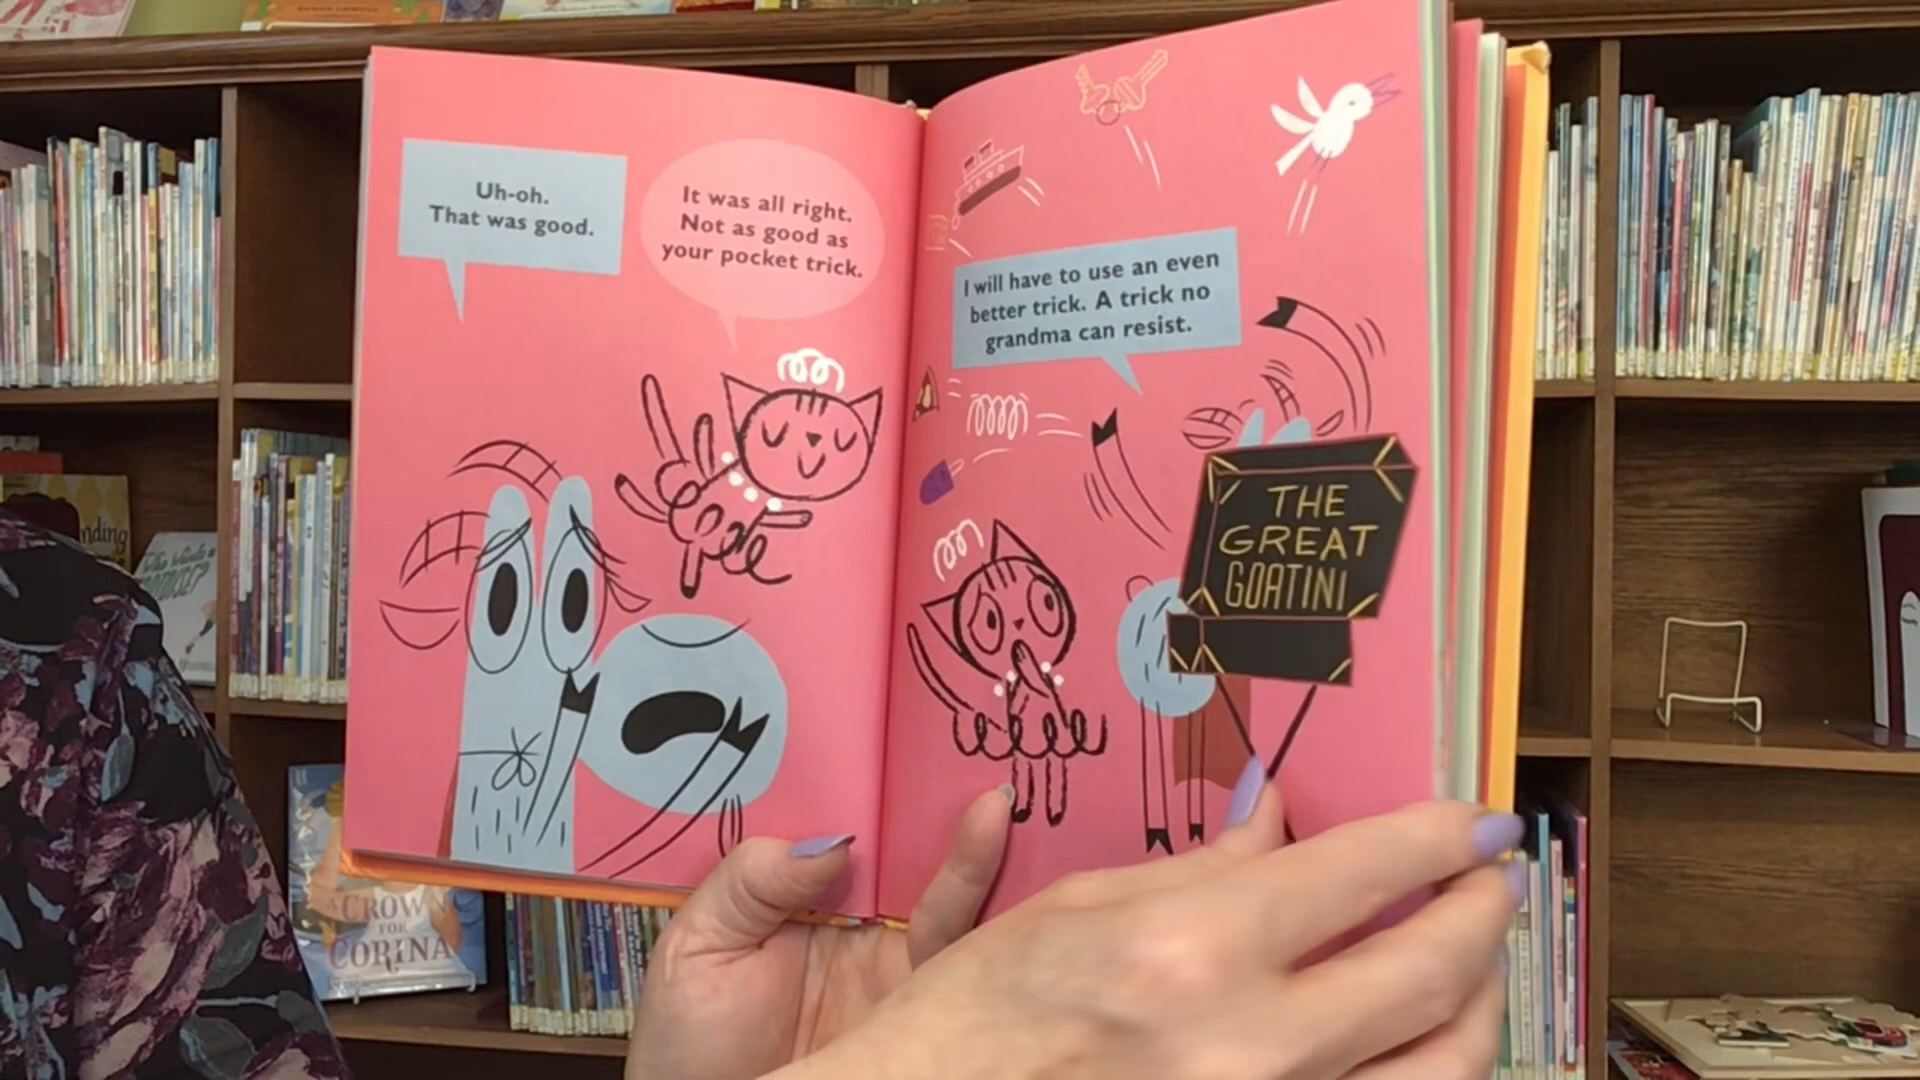 Uh-oh.
That was good.
It was all right.
Not as good as
your pocket trick.
I will have to use an even
better trick. A trick no
grandma can resist.
THE
GREAT
GOATINI
A CROWN
FOR
CORINA